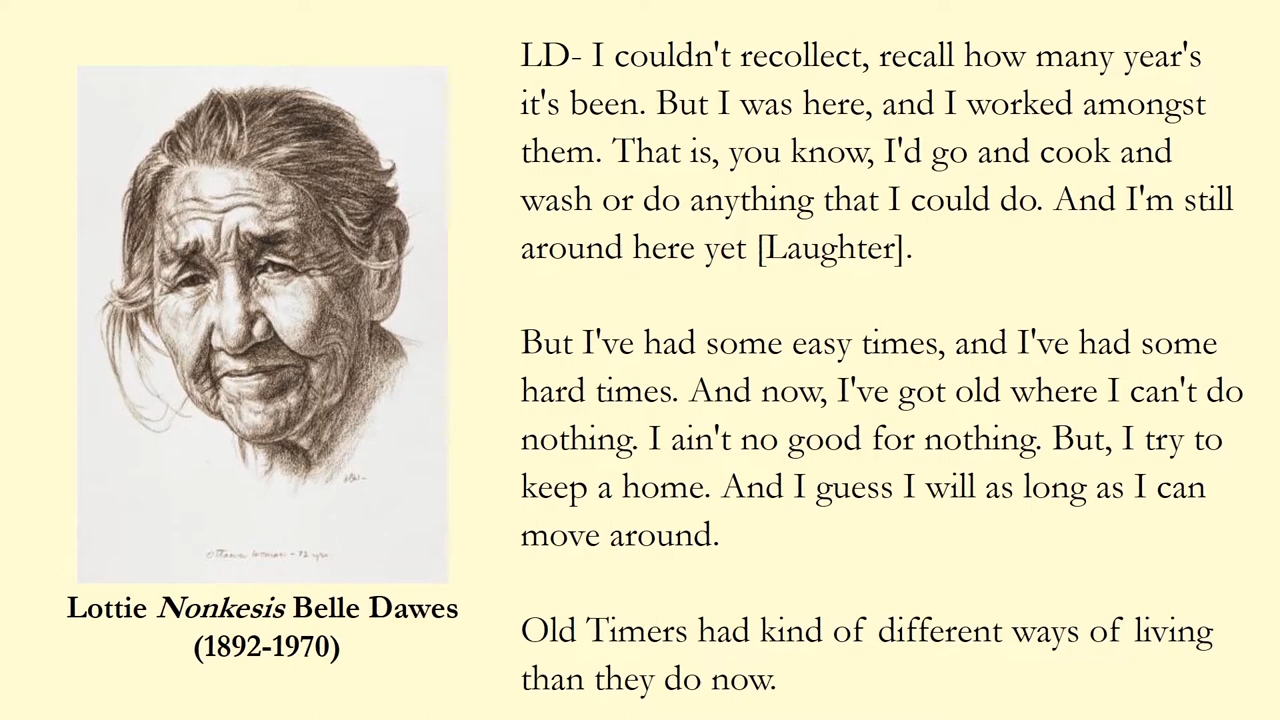 LD- I couldn't recollect, recall how many year's
it's been. But I was here, and I worked amongst
them. That is, you know, I'd go and cook and
wash or do anything that I could do. And I'm still
around here yet [Laughter].
But I've had some easy times, and I've had some
hard times. And now, I've got old where I can't do
nothing. I ain't no good for nothing. But, I try to
keep a home. And I guess I will as long as I can
move around.
Old Timers had kind of different ways of living
than they do now.
Ottawa Woman - 72 yrs.
Lottie Nonkesis Belle Dawes
(1892-1970)